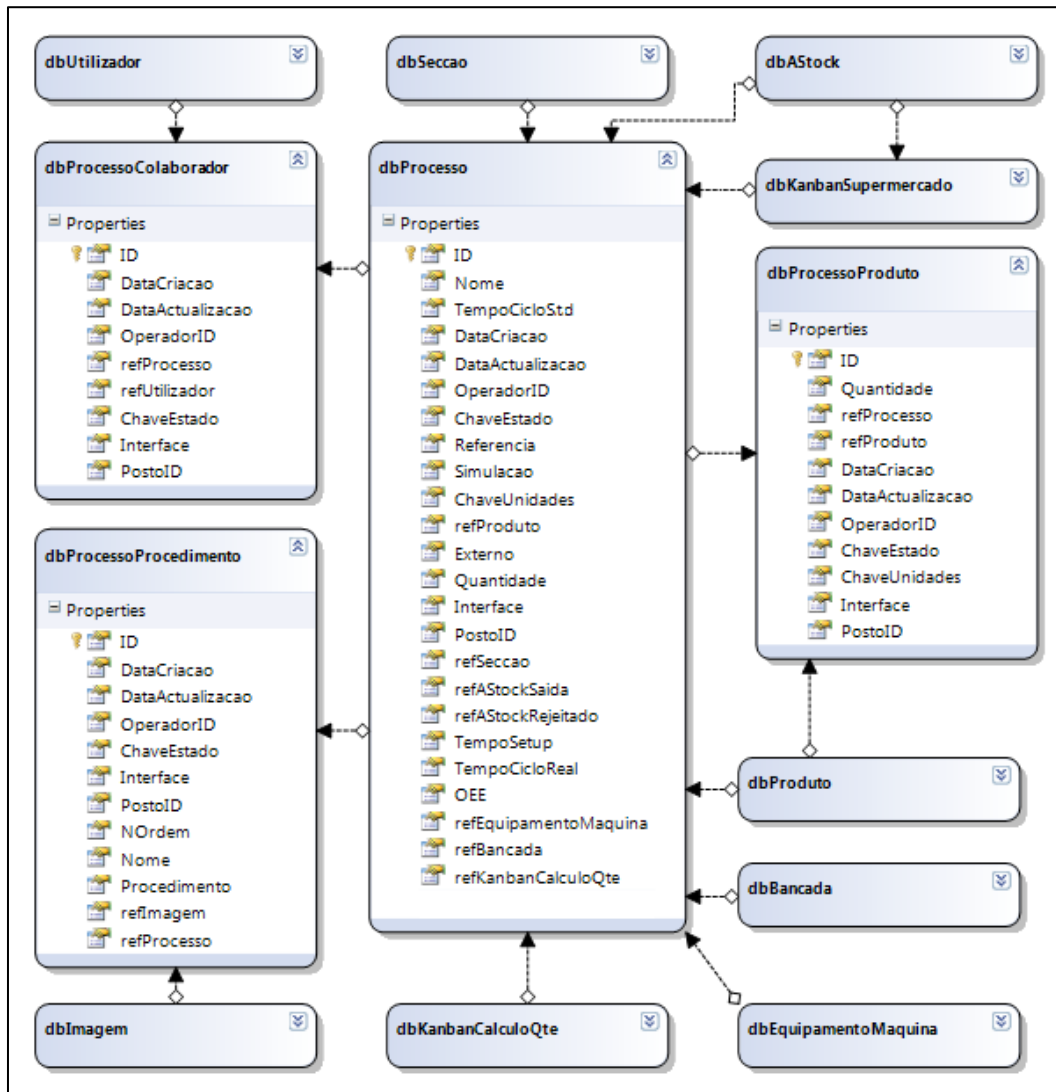 dbUtilizador
dbSeccao
dbAStock
dbProcessoColaborador
Properties
ID
DataCriacao
DataActualizacao
OperadorID
refProcesso
refUtilizador
ChaveEstado
Interface
PostoID
dbProcesso
Properties
ID
Nome
TempoCicloStd
DataCriacao
DataActualizacao
OperadorID
ChaveEstado
Referencia
Simulacao
ChaveUnidades
refProduto
Externo
Quantidade
Interface
PostoID
refSeccao
refAStockSaida
refAStockRejeitado
TempoSetup
TempoCicloReal
OEE
refEquipamentoMaquina
refBancada
refKanbanCalculoQte
dbKanbanSupermercado
dbProcessoProduto
Properties
ID
Quantidade
refProcesso
refProduto
DataCriacao
DataActualizacao
OperadorID
ChaveEstado
ChaveUnidades
Interface
PostoID
dbProcessoProcedimento
Properties
ID
DataCriacao
DataActualizacao
OperadorID
ChaveEstado
Interface
PostoID
NOrdem
Nome
Procedimento
refImagem
refProcesso
dbProduto
dbBancada
dbImagem
dbKanbanCalculoQte
dbEquipamentoMaquina